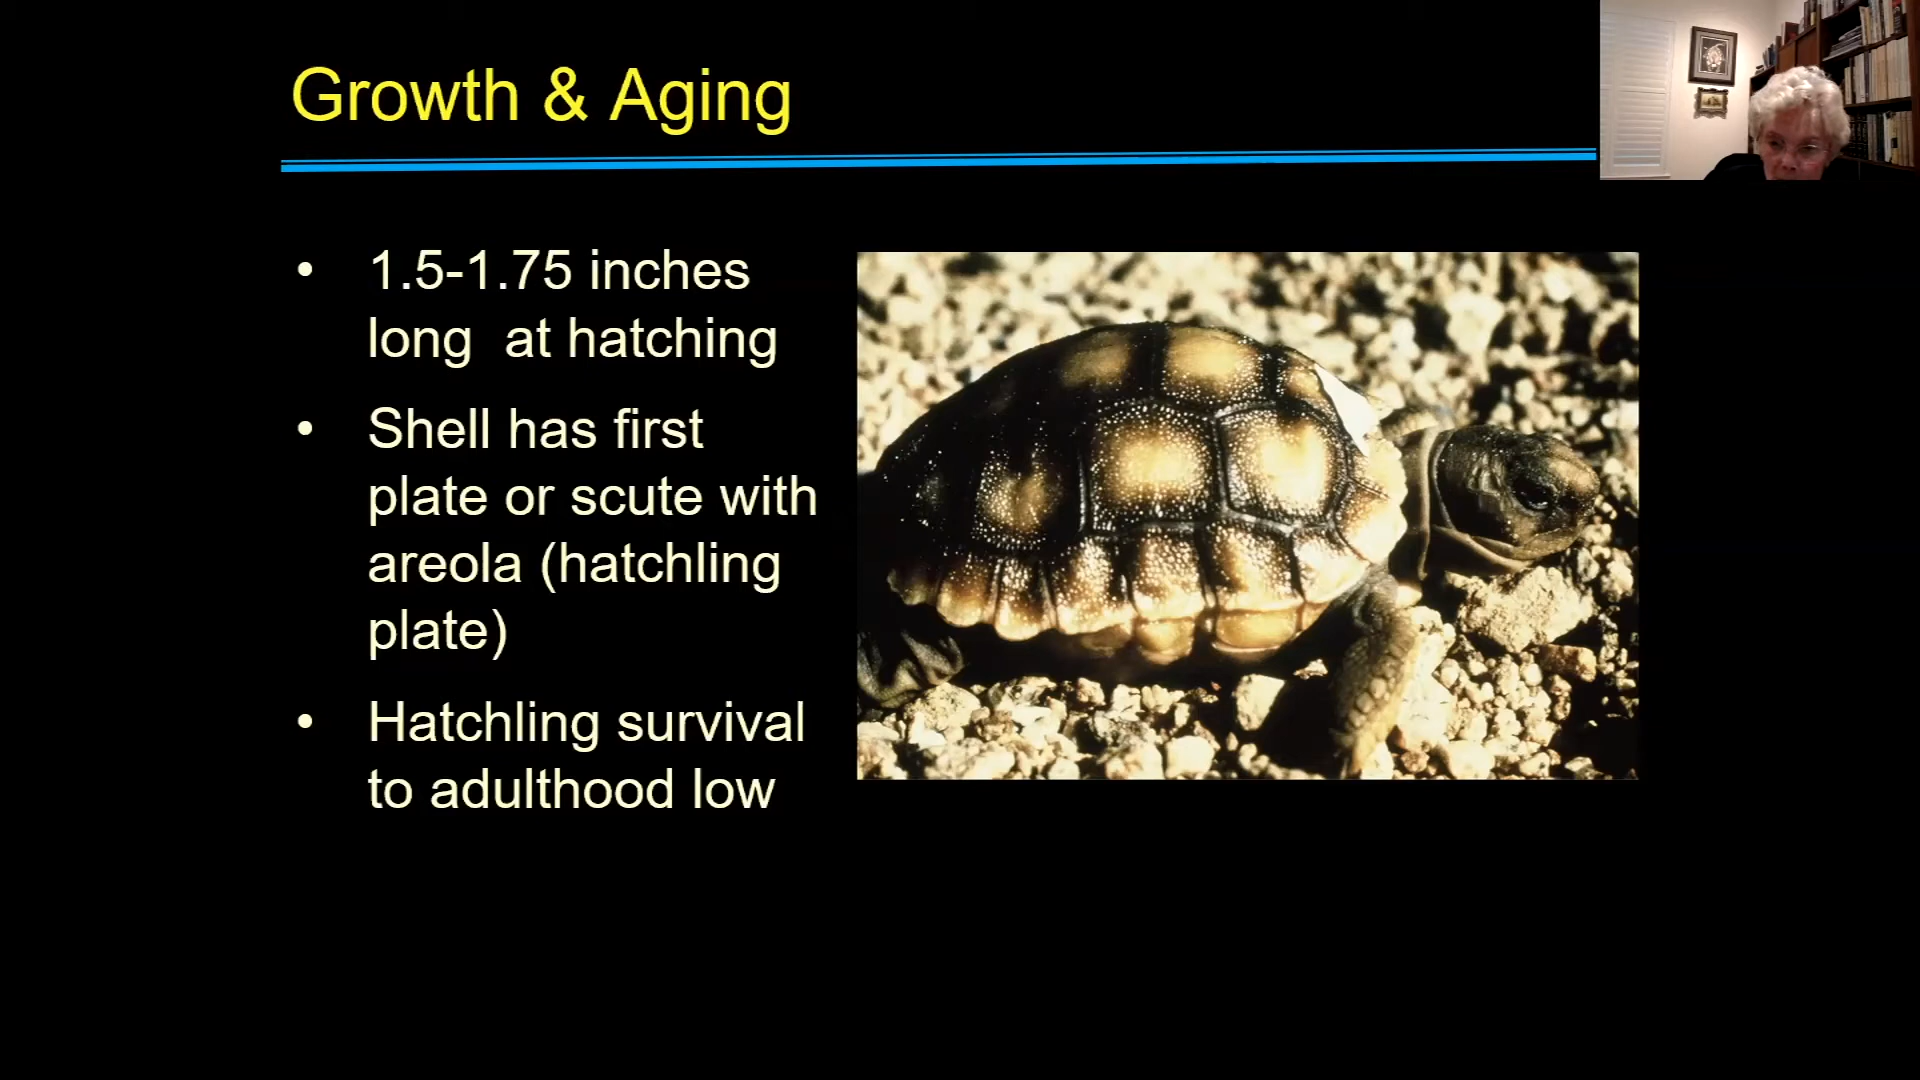 Growth & Aging
• 1.5-1.75 inches
long  at hatching
• Shell has first
plate or scute with
areola (hatchling
plate)
• Hatchling survival
to adulthood low